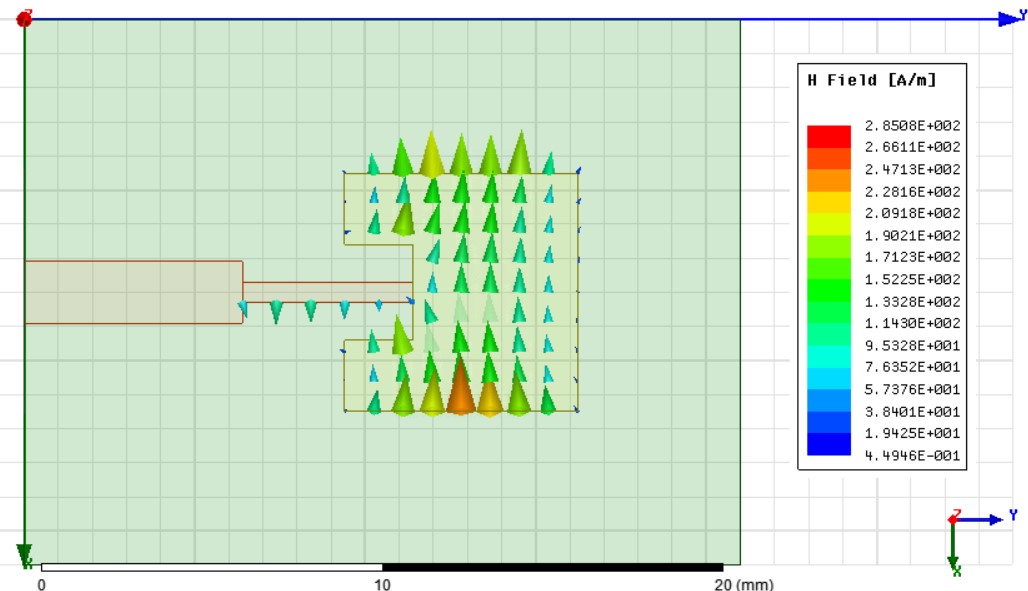 Z
Y
H Field [A/m]
2.8508E+002
2.6611E+002
2.4713E+002
2.2816E+002
2.0918E+002
1.9021E+002
1.7123E+002
1.5225E+002
1.3328E+002
1.1430E+002
9.5328E+001
7.6352E+001
5.7376E+001
3.8401E+001
1.9425E+001
4.4946E-001
Z
Y
X
X
0 10 20 (mm)